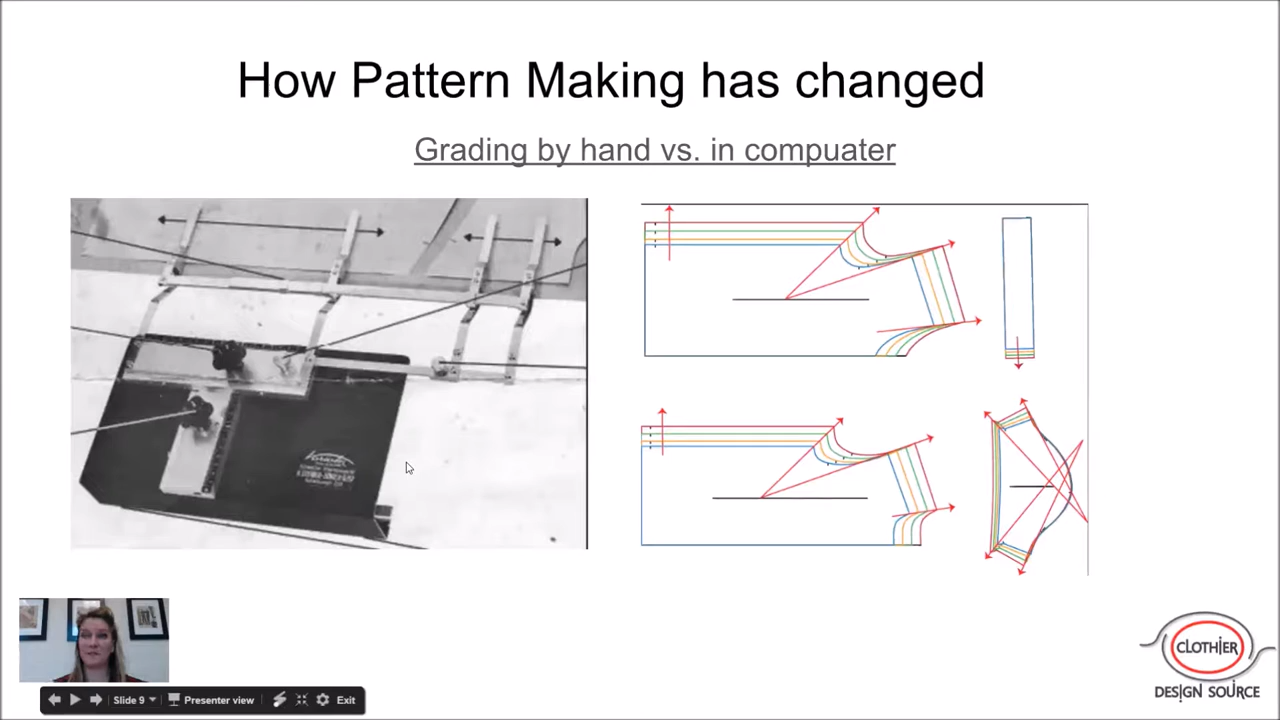 How Pattern Making has changed
Grading by hand vs. in compuater
CLOTHIER
DESIGN SOURCE
Slide 9
Presenter view
Exit